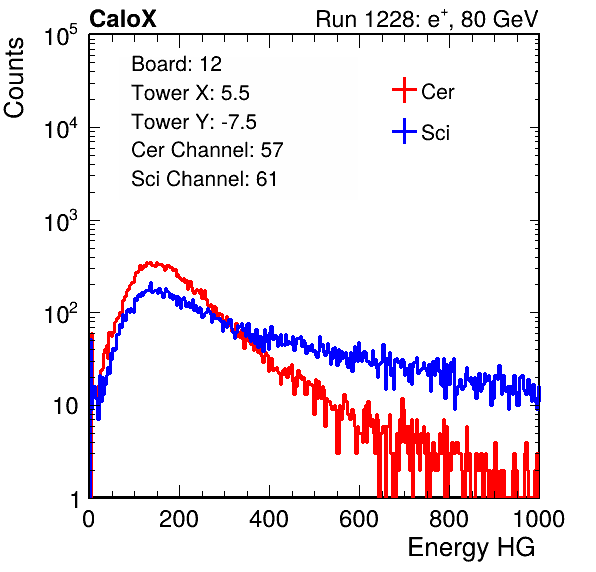 CaloX Run 1228: e⁺, 80 GeV
Counts
10⁵
10⁴
10³
10²
10
1
Board: 12
Tower X: 5.5
Tower Y: -7.5
Cer Channel: 57
Sci Channel: 61
Cer
Sci
0 200 400 600 800 1000
Energy HG